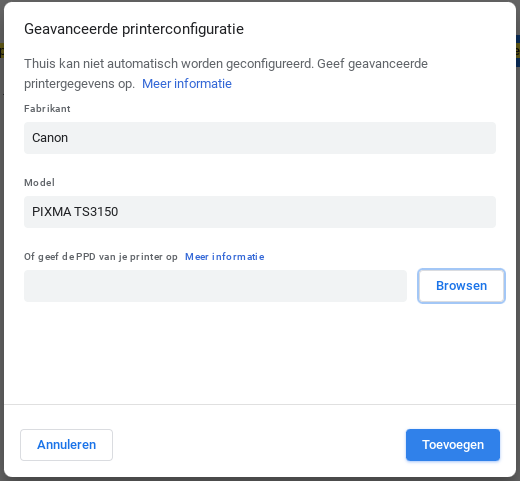 Geavanceerde printerconfiguratie
Thuis kan niet automatisch worden geconfigureerd. Geef geavanceerde
printergegevens op. Meer informatie
Fabrikant
Canon
Model
PIXMA TS3150
Of geef de PPD van je printer op Meer informatie
Browsen
Annuleren
Toevoegen